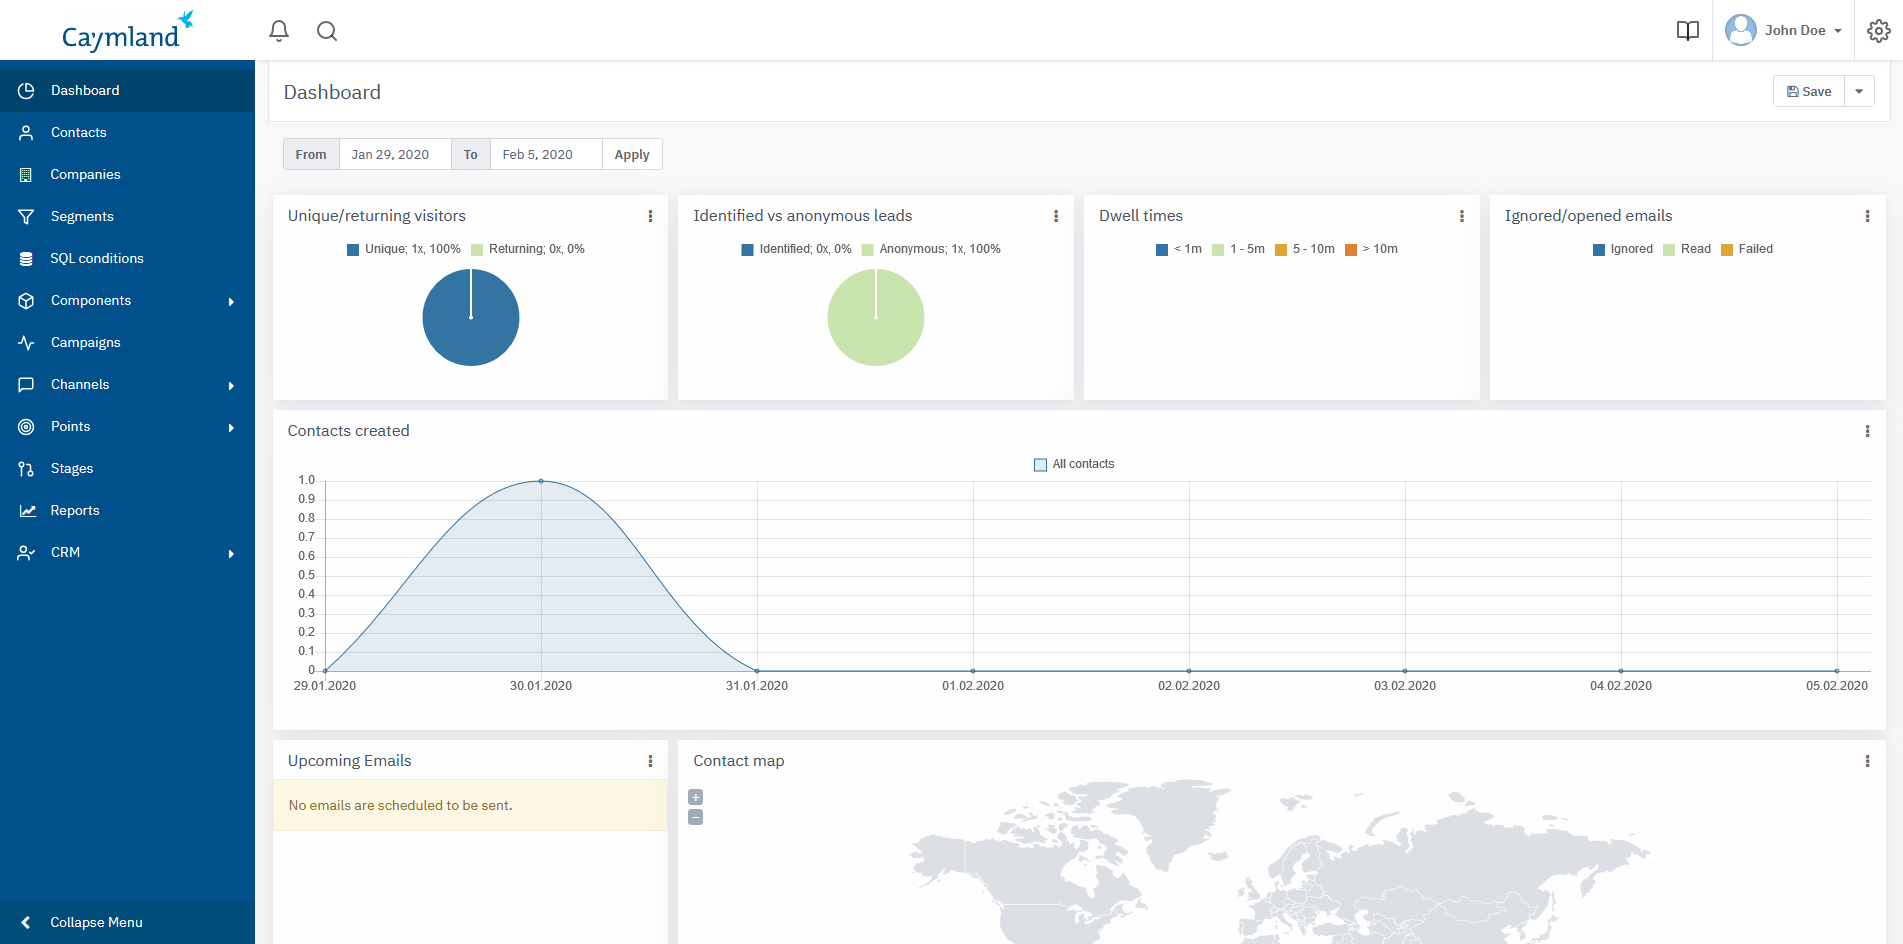 Caymland
John Doe
Dashboard
Contacts
Companies
Segments
SQL conditions
Components
Campaigns
Channels
Points
Stages
Reports
CRM
Collapse Menu
Dashboard
Save
From Jan 29, 2020 To Feb 5, 2020 Apply
Unique/returning visitors
Unique; 1x, 100% Returning; 0x, 0%
Identified vs anonymous leads
Identified; 0x, 0% Anonymous; 1x, 100%
Dwell times
< 1m 1 - 5m 5 - 10m > 10m
Ignored/opened emails
Ignored Read Failed
Contacts created
All contacts
1.0
0.9
0.8
0.7
0.6
0.5
0.4
0.3
0.2
0.1
0
29.01.2020 30.01.2020 31.01.2020 01.02.2020 02.02.2020 03.02.2020 04.02.2020 05.02.2020
Upcoming Emails
No emails are scheduled to be sent.
Contact map
+
−